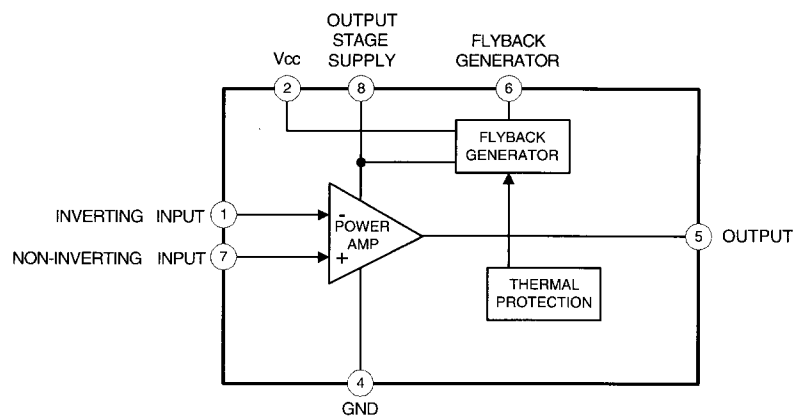 OUTPUT
STAGE
SUPPLY
FLYBACK
GENERATOR
Vcc
2
8
6
FLYBACK
GENERATOR
INVERTING INPUT
1
-
POWER
AMP
NON-INVERTING INPUT
7
+
5
OUTPUT
THERMAL
PROTECTION
4
GND